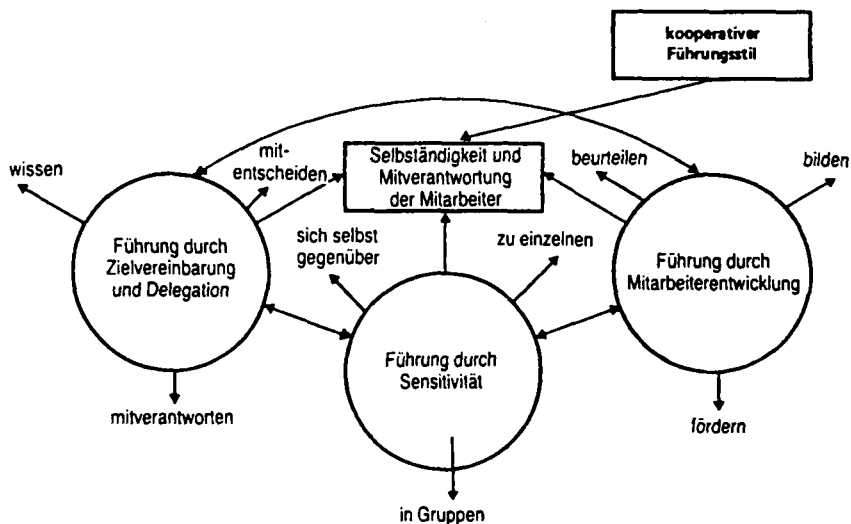 kooperativer
Führungsstil
wissen
mit-
entscheiden
Selbständigkeit und
Mitverantwortung
der Mitarbeiter
beurteilen
bilden
Führung durch
Zielvereinbarung
und Delegation
sich selbst
gegenüber
zu einzelnen
Führung durch
Mitarbeiterentwicklung
Führung durch
Sensitivität
mitverantworten
fördern
in Gruppen